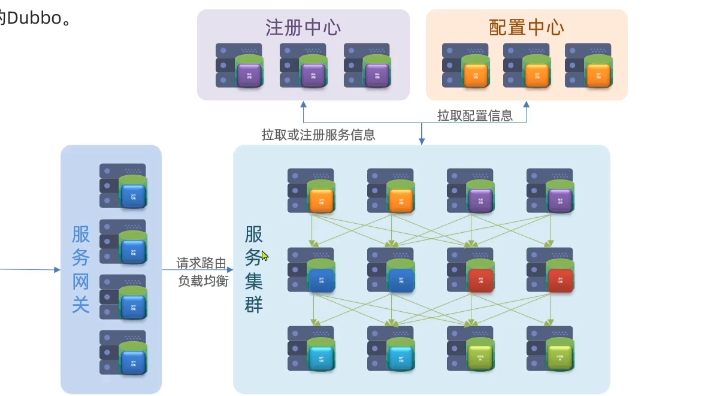 的Dubbo。
注册中心
配置中心
拉取配置信息
拉取或注册服务信息
服务网关
请求路由
负载均衡
服务集群